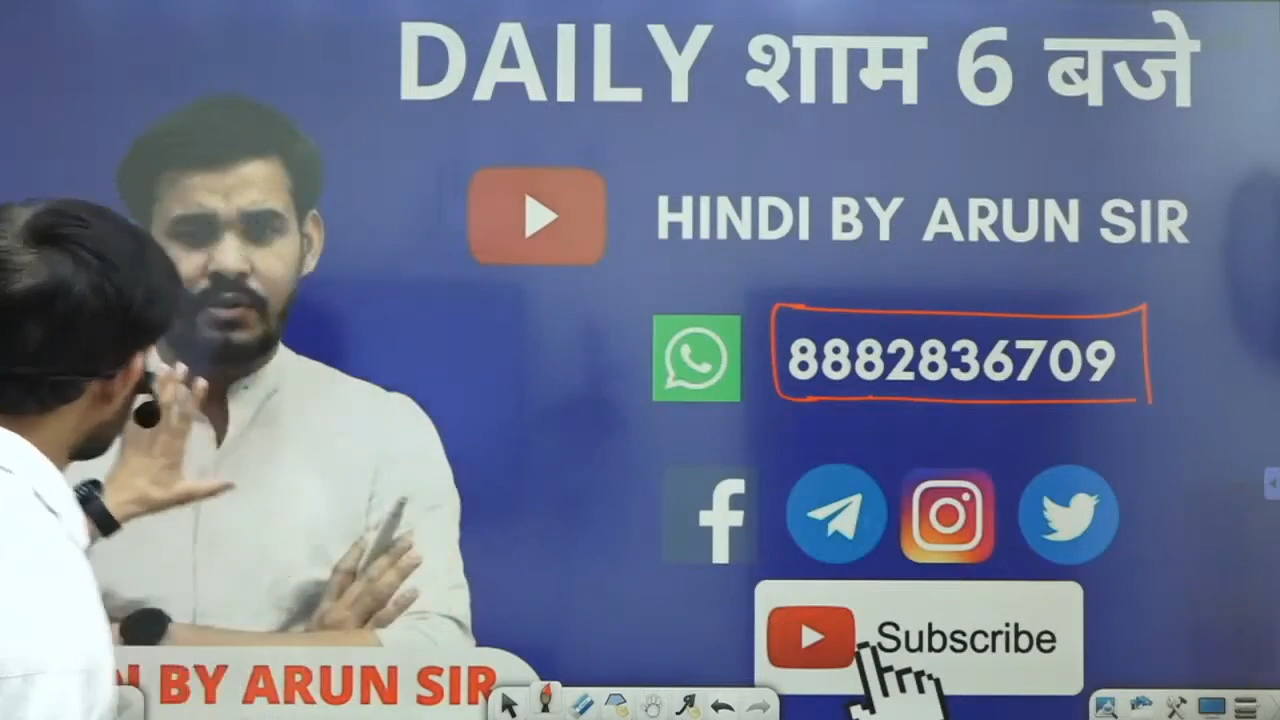 DAILY शाम 6 बजे
HINDI BY ARUN SIR
8882836709
Subscribe
BY ARUN SIR